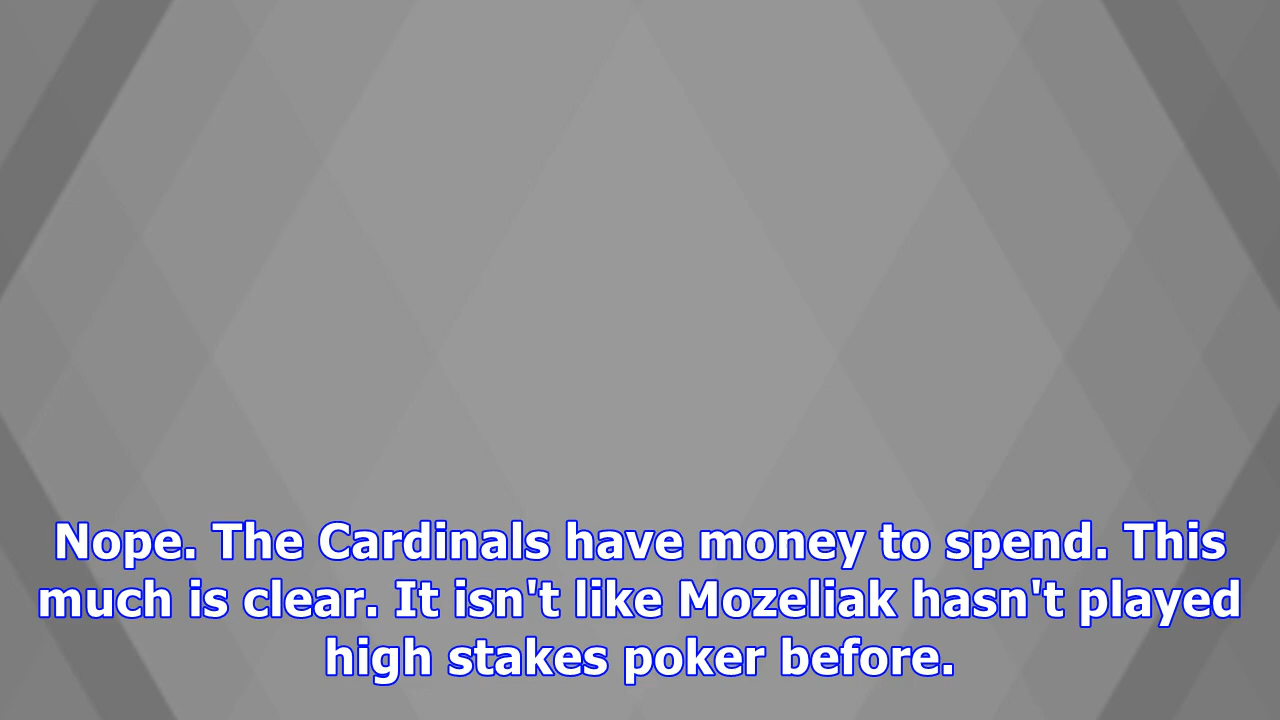 Nope. The Cardinals have money to spend. This
much is clear. It isn't like Mozeliak hasn't played
high stakes poker before.